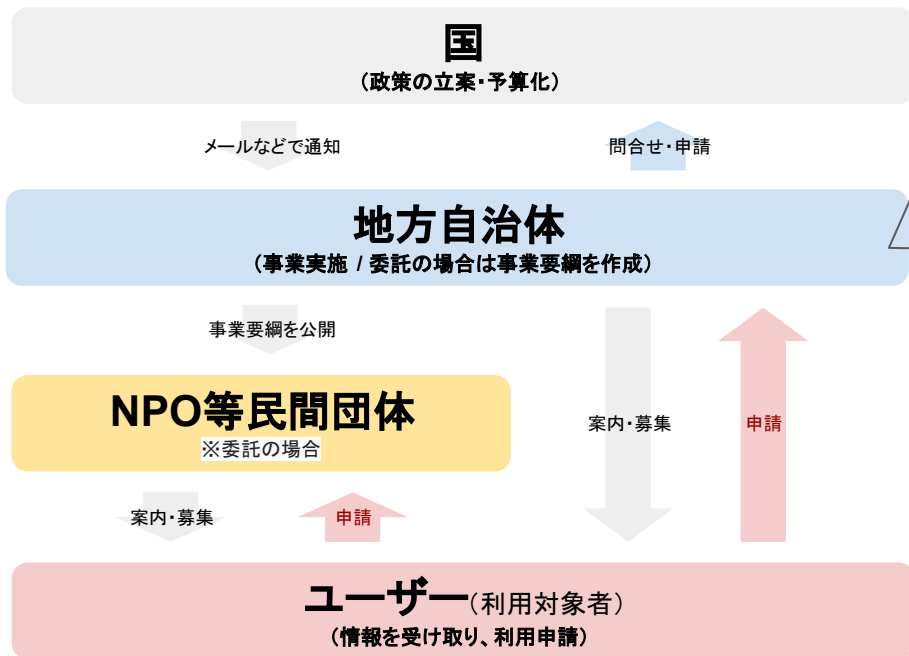 国
(政策の立案・予算化)
メールなどで通知
問合せ・申請
地方自治体
(事業実施 / 委託の場合は事業要綱を作成)
事業要綱を公開
NPO等民間団体
※委託の場合
案内・募集
申請
案内・募集
申請
ユーザー(利用対象者)
(情報を受け取り、利用申請)